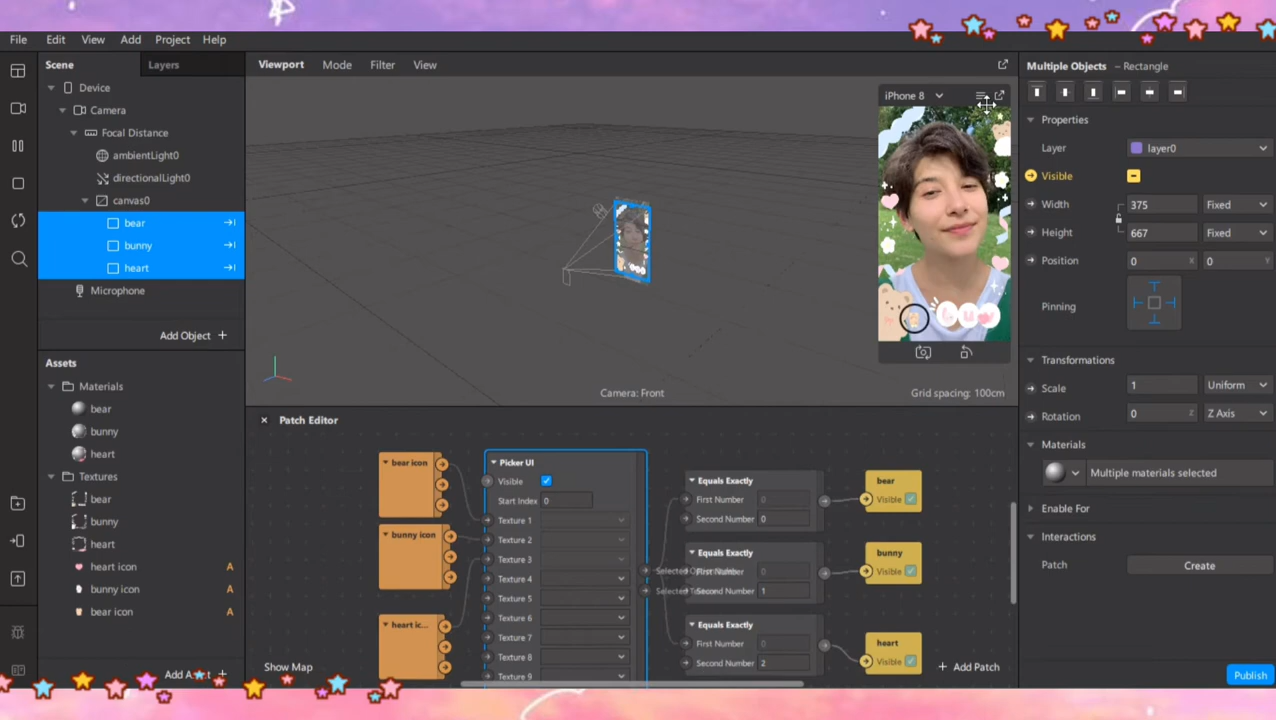 File Edit View Add Project Help
Scene Layers
Device
Camera
Focal Distance
ambientLight0
directionalLight0
canvas0
bear
bunny
heart
Microphone
Add Object +
Assets
Materials
bear
bunny
heart
Textures
bear
bunny
heart
heart icon A
bunny icon A
bear icon A
Viewport Mode Filter View
iPhone 8
Camera: Front
Grid spacing: 100cm
Patch Editor
bear icon
bunny icon
heart ic...
Picker UI
Visible
Start Index 0
Texture 1
Texture 2
Texture 3
Texture 4
Texture 5
Texture 6
Texture 7
Texture 8
Texture 9
Equals Exactly
First Number 0
Second Number 0
Equals Exactly
First Number 0
Second Number 1
Equals Exactly
First Number 0
Second Number 2
bear
Visible
bunny
Visible
heart
Visible
Show Map
+ Add Patch
Multiple Objects – Rectangle
Properties
Layer layer0
Visible
Width 375 Fixed
Height 667 Fixed
Position 0 X 0 Y
Pinning
Transformations
Scale 1 Uniform
Rotation 0 Z Z Axis
Materials
Multiple materials selected
Enable For
Interactions
Patch Create
Publish